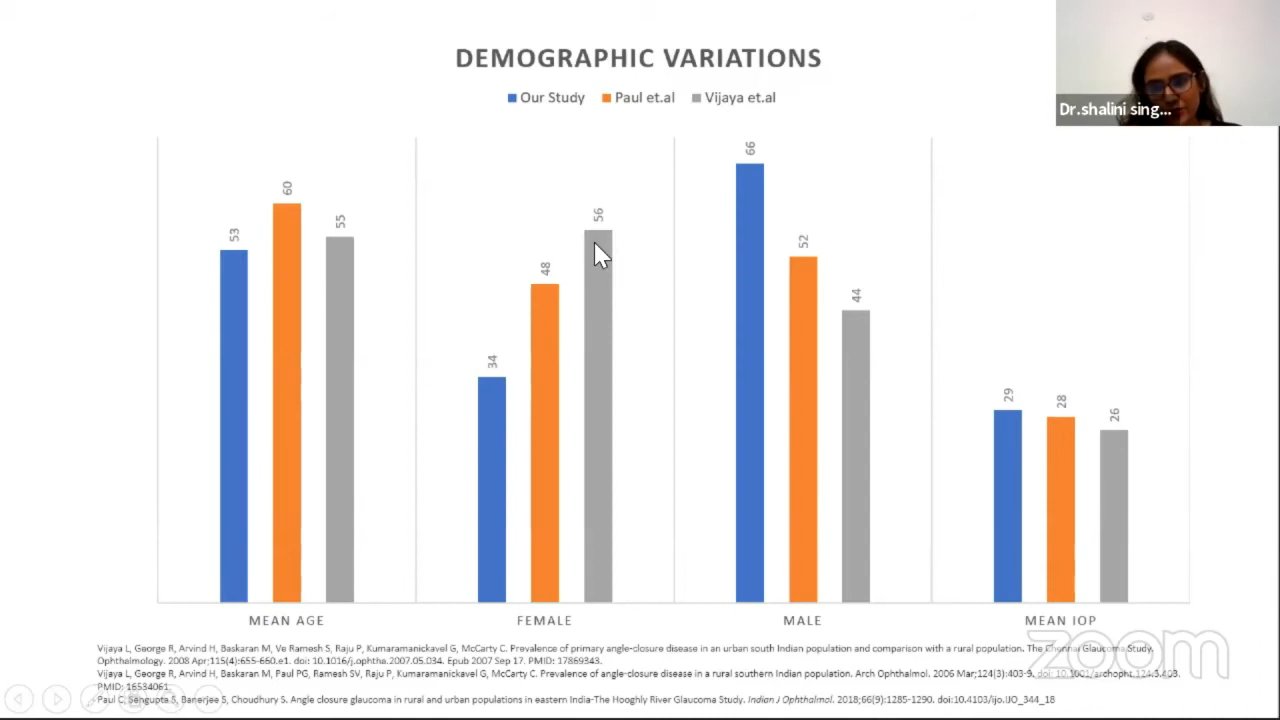 DEMOGRAPHIC VARIATIONS
Our Study Paul et.al Vijaya et.al
Dr.shalini sing...
53 60 55
34 48 56
66 52 44
29 28 26
MEAN AGE FEMALE MALE MEAN IOP
Vijaya L, George R, Arvind H, Baskaran M, Ve Ramesh S, Raju P, Kumaramanickavel G, McCarty C. Prevalence of primary angle-closure disease in an urban south Indian population and comparison with a rural population. The Chennai Glaucoma Study.
Ophthalmology. 2008 Apr;115(4):655-660.e1. doi: 10.1016/j.ophtha.2007.05.034. Epub 2007 Sep 17. PMID: 17869343.
Vijaya L, George R, Arvind H, Baskaran M, Paul PG, Ramesh SV, Raju P, Kumaramanickavel G, McCarty C. Prevalence of angle-closure disease in a rural southern Indian population. Arch Ophthalmol. 2006 Mar;124(3):403-9. doi: 10.1001/archopht.124.3.403.
PMID: 16534061.
Paul C, Sengupta S, Banerjee S, Choudhury S. Angle closure glaucoma in rural and urban populations in eastern India-The Hooghly River Glaucoma Study. Indian J Ophthalmol. 2018;66(9):1285-1290. doi:10.4103/ijo.IJO_344_18
zoom